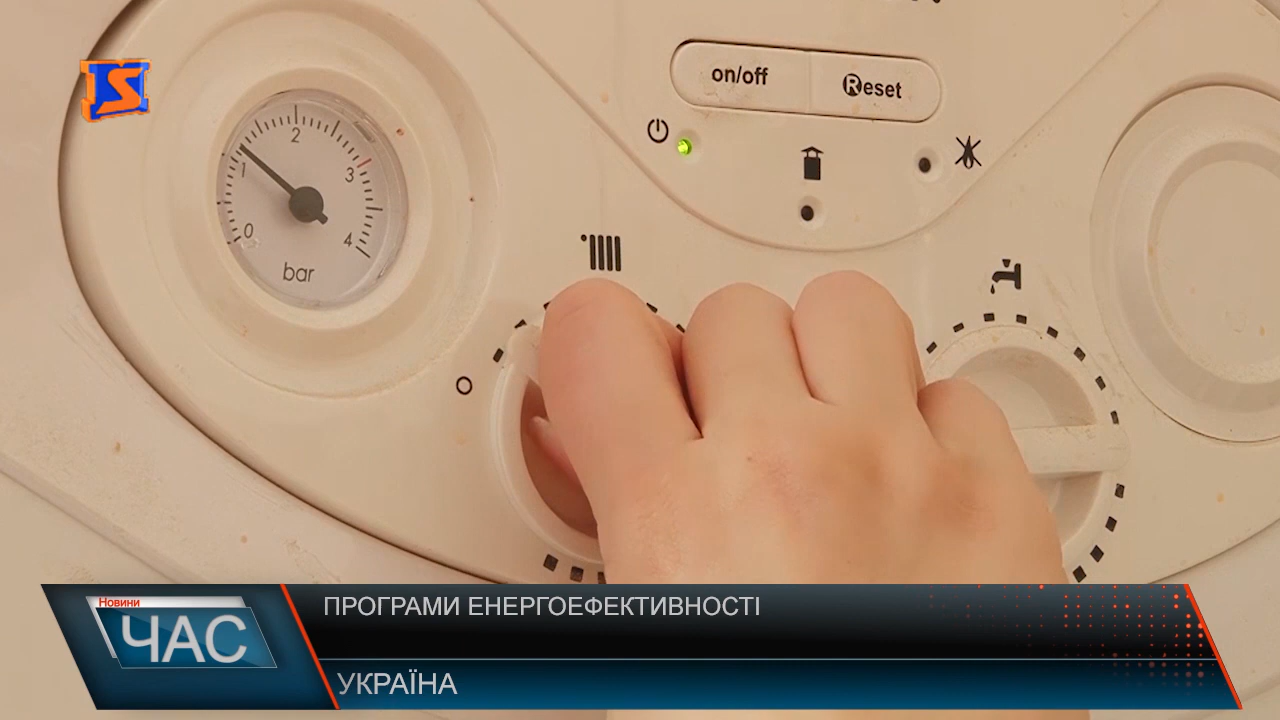 on/off
Reset
2
1
3
0
4
bar
Новини
ЧАС
ПРОГРАМИ ЕНЕРГОЕФЕКТИВНОСТІ
УКРАЇНА